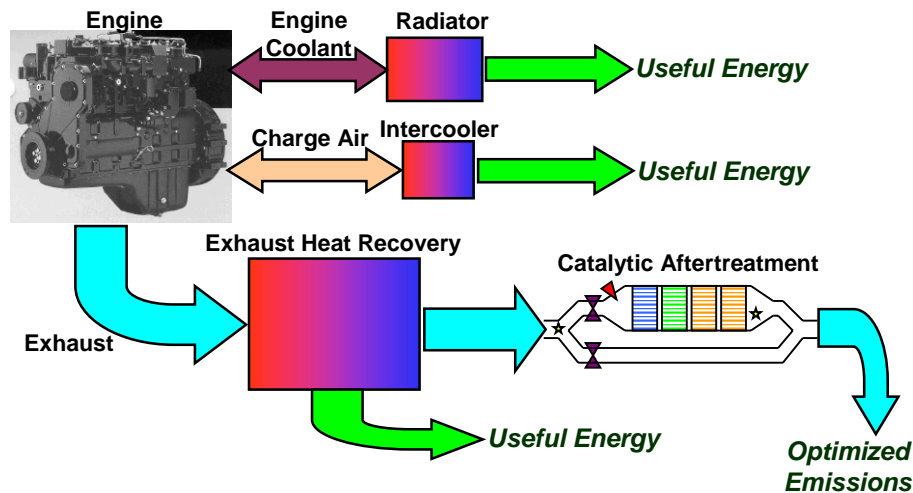 Engine
Engine
Coolant
Radiator
Useful Energy
Charge Air
Intercooler
Useful Energy
Exhaust Heat Recovery
Catalytic Aftertreatment
Exhaust
Useful Energy
Optimized
Emissions